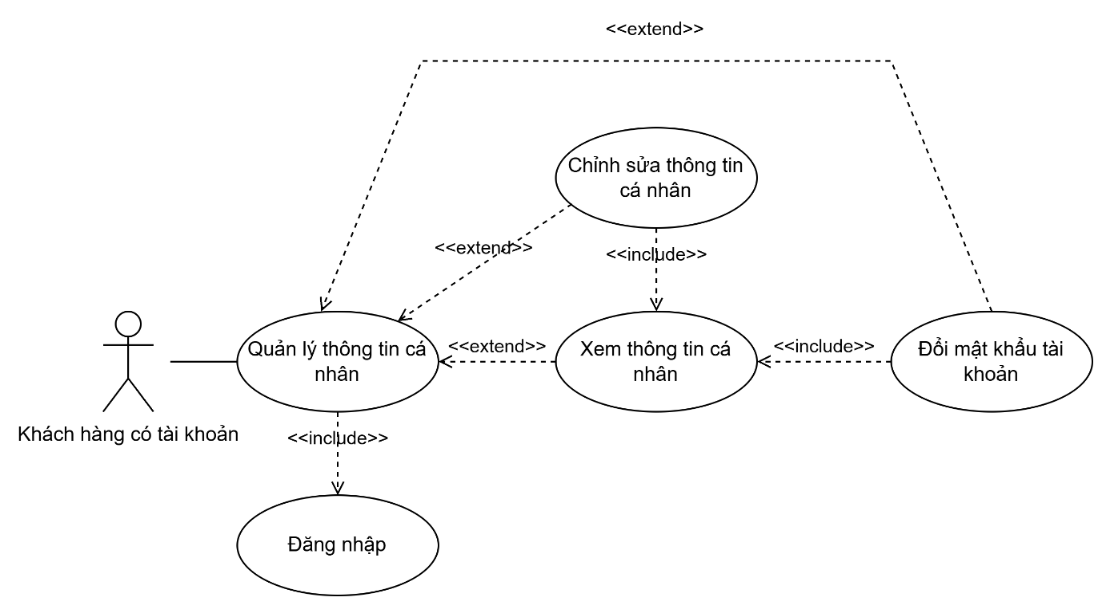 <<extend>>
Chỉnh sửa thông tin
cá nhân
<<extend>>
<<include>>
Quản lý thông tin cá
nhân
<<extend>>
Xem thông tin cá
nhân
<<include>>
Đổi mật khẩu tài
khoản
Khách hàng có tài khoản
<<include>>
Đăng nhập